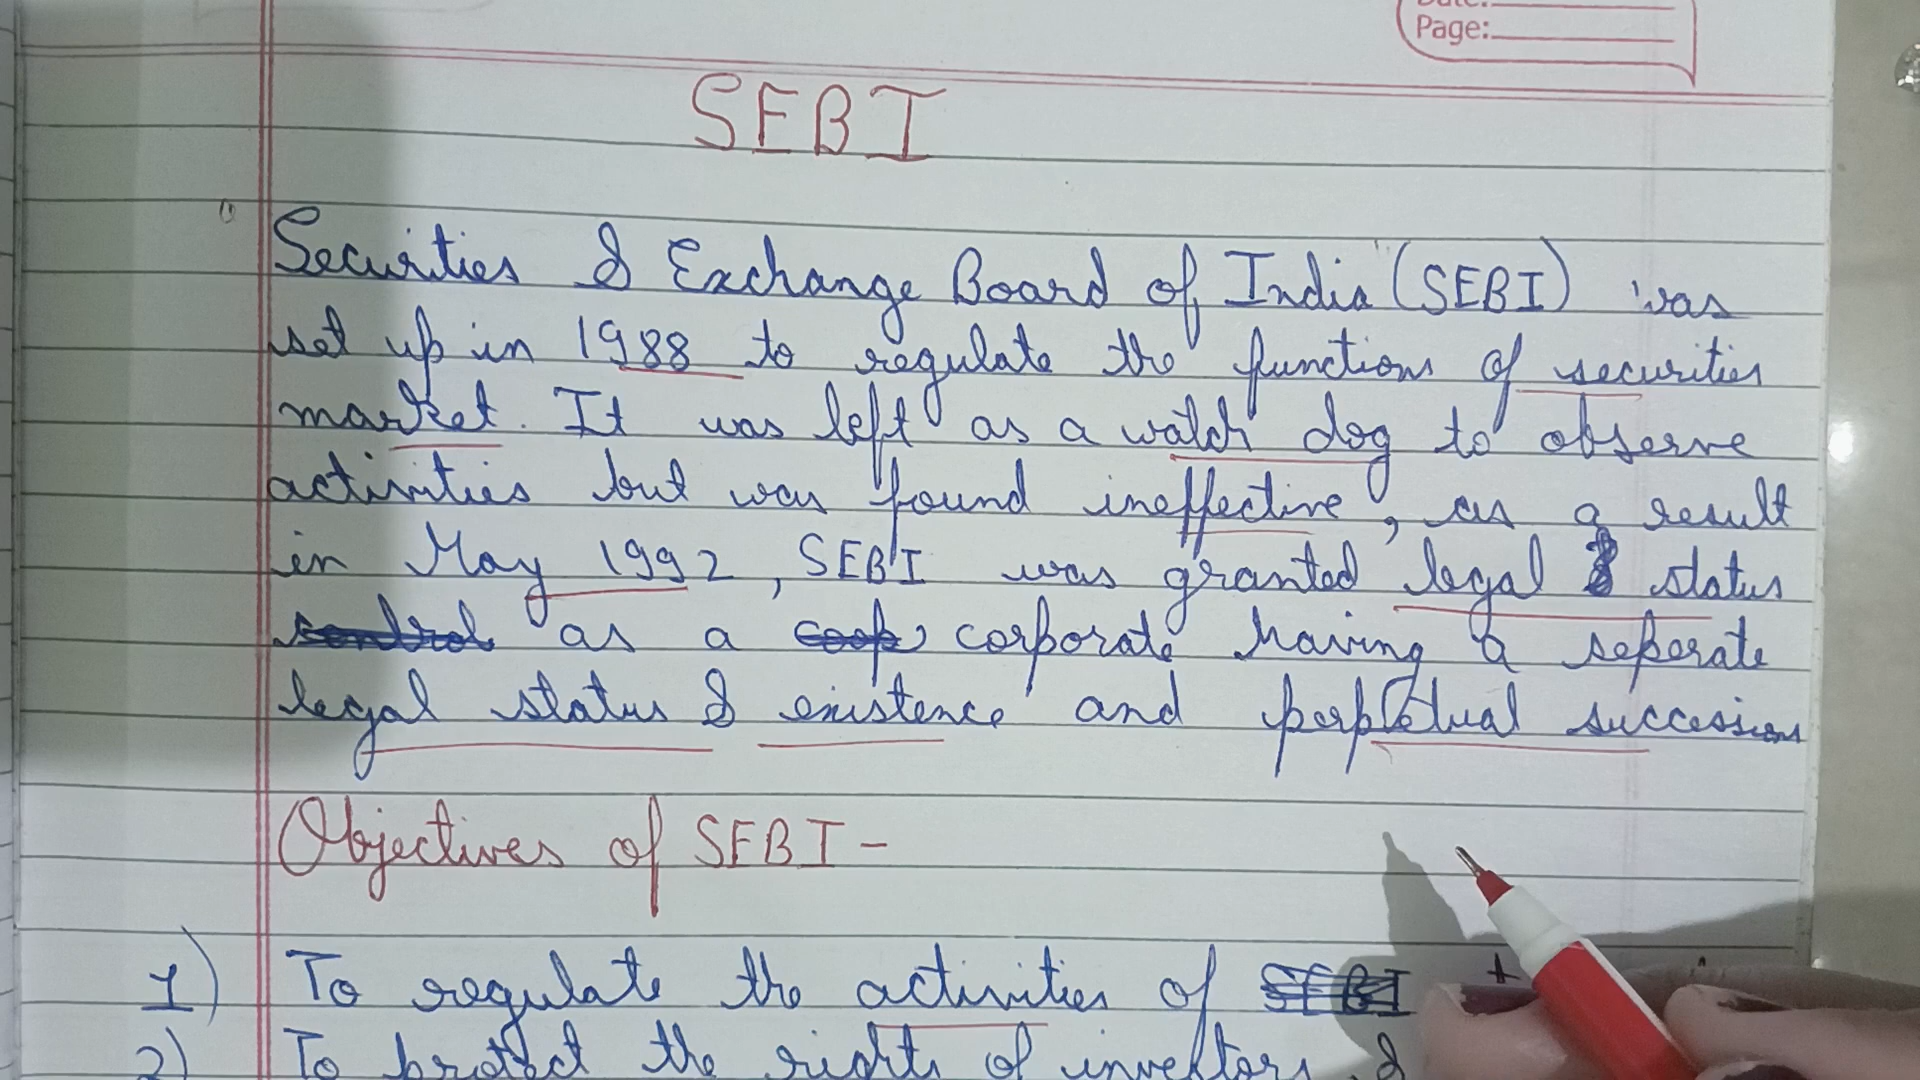 Date:
Page:
SEBI
Securities & Exchange Board of India (SEBI) was
set up in 1988 to regulate the functions of securities
market. It was left as a watch dog to observe
activities but was found ineffective, as a result
in May 1992, SEBI was granted legal status
as a corporate having a seperate
legal status & existence and perpetual succession
Objectives of SEBI -
1) To regulate the activities of SEBI
2) To protect the rights of investors &